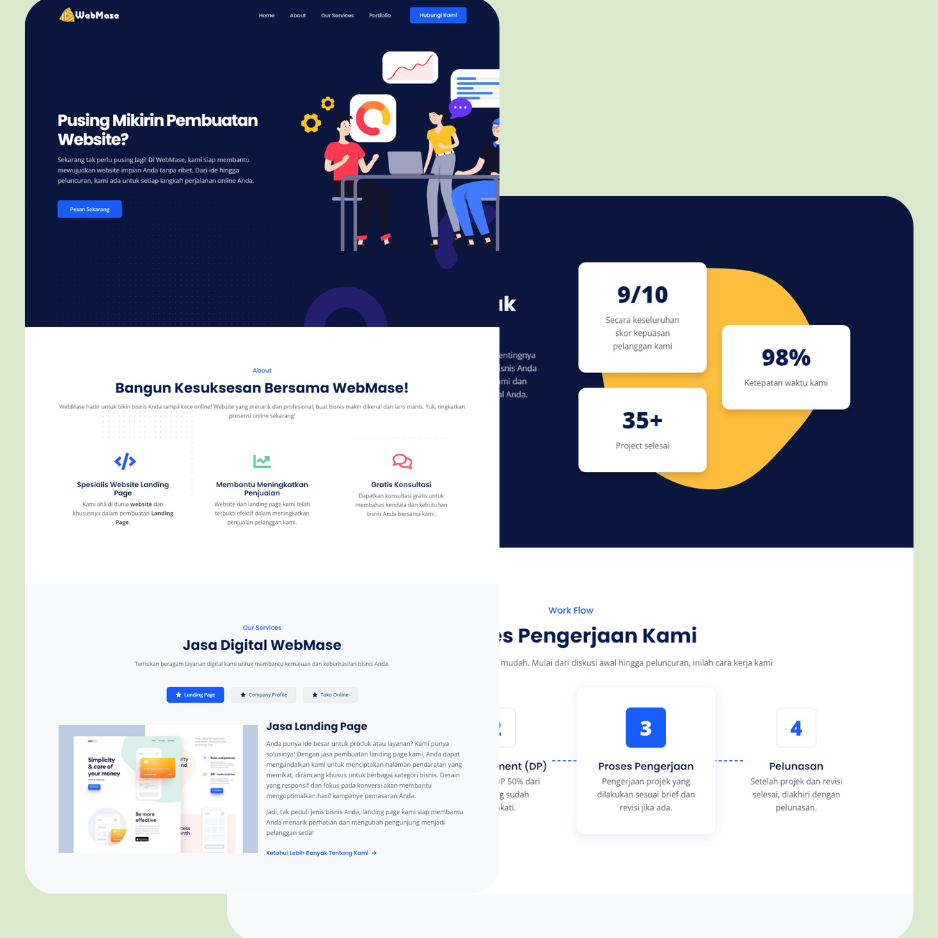 WebMase
Home
About
Our Services
Portfolio
Hubungi Kami
Pusing Mikirin Pembuatan
Website?
Sekarang tak perlu pusing lagi! Di WebMase, kami siap membantu
mewujudkan website impian Anda tanpa ribet. Dari ide hingga
peluncuran, kami ada untuk setiap langkah perjalanan online Anda.
Pesan Sekarang
About
Bangun Kesuksesan Bersama WebMase!
WebMase hadir untuk bikin bisnis Anda tampil kece online! Website yang menarik dan profesional, buat bisnis makin dikenal dan laris manis. Yuk, tingkatkan
presensi online sekarang!
Spesialis Website Landing
Page
Kami ahli di dunia website dan
khususnya dalam pembuatan Landing
Page.
Membantu Meningkatkan
Penjualan
Website dan landing page kami telah
terbukti efektif dalam meningkatkan
penjualan pelanggan kami.
Gratis Konsultasi
Dapatkan konsultasi gratis untuk
membahas kendala dan kebutuhan
bisnis Anda bersama kami.
Our Services
Jasa Digital WebMase
Temukan beragam layanan digital kami untuk membantu kemajuan dan keberhasilan bisnis Anda.
Landing Page
Company Profile
Toko Online
Simplicity
& care of
your money
Be more
effective
Jasa Landing Page
Anda punya ide besar untuk produk atau layanan? Kami punya
solusinya! Dengan jasa pembuatan landing page kami, Anda dapat
mengandalkan kami untuk menciptakan halaman pendaratan yang
memikat, dirancang khusus untuk berbagai kategori bisnis. Desain
yang responsif dan fokus pada konversi akan membantu
mengoptimalkan hasil kampanye pemasaran Anda.
Jadi, tak peduli jenis bisnis Anda, landing page kami siap membantu
Anda menarik perhatian dan mengubah pengunjung menjadi
pelanggan setia!
Ketahui Lebih Banyak Tentang Kami →
uk
entingnya
snis Anda
mi dan
al Anda.
9/10
Secara keseluruhan
skor kepuasan
pelanggan kami
98%
Ketepatan waktu kami
35+
Project selesai
Work Flow
es Pengerjaan Kami
mudah. Mulai dari diskusi awal hingga peluncuran, inilah cara kerja kami
ment (DP)
P 50% dari
g sudah
kati.
3
Proses Pengerjaan
Pengerjaan projek yang
dilakukan sesuai brief dan
revisi jika ada.
4
Pelunasan
Setelah projek dan revisi
selesai, diakhiri dengan
pelunasan.